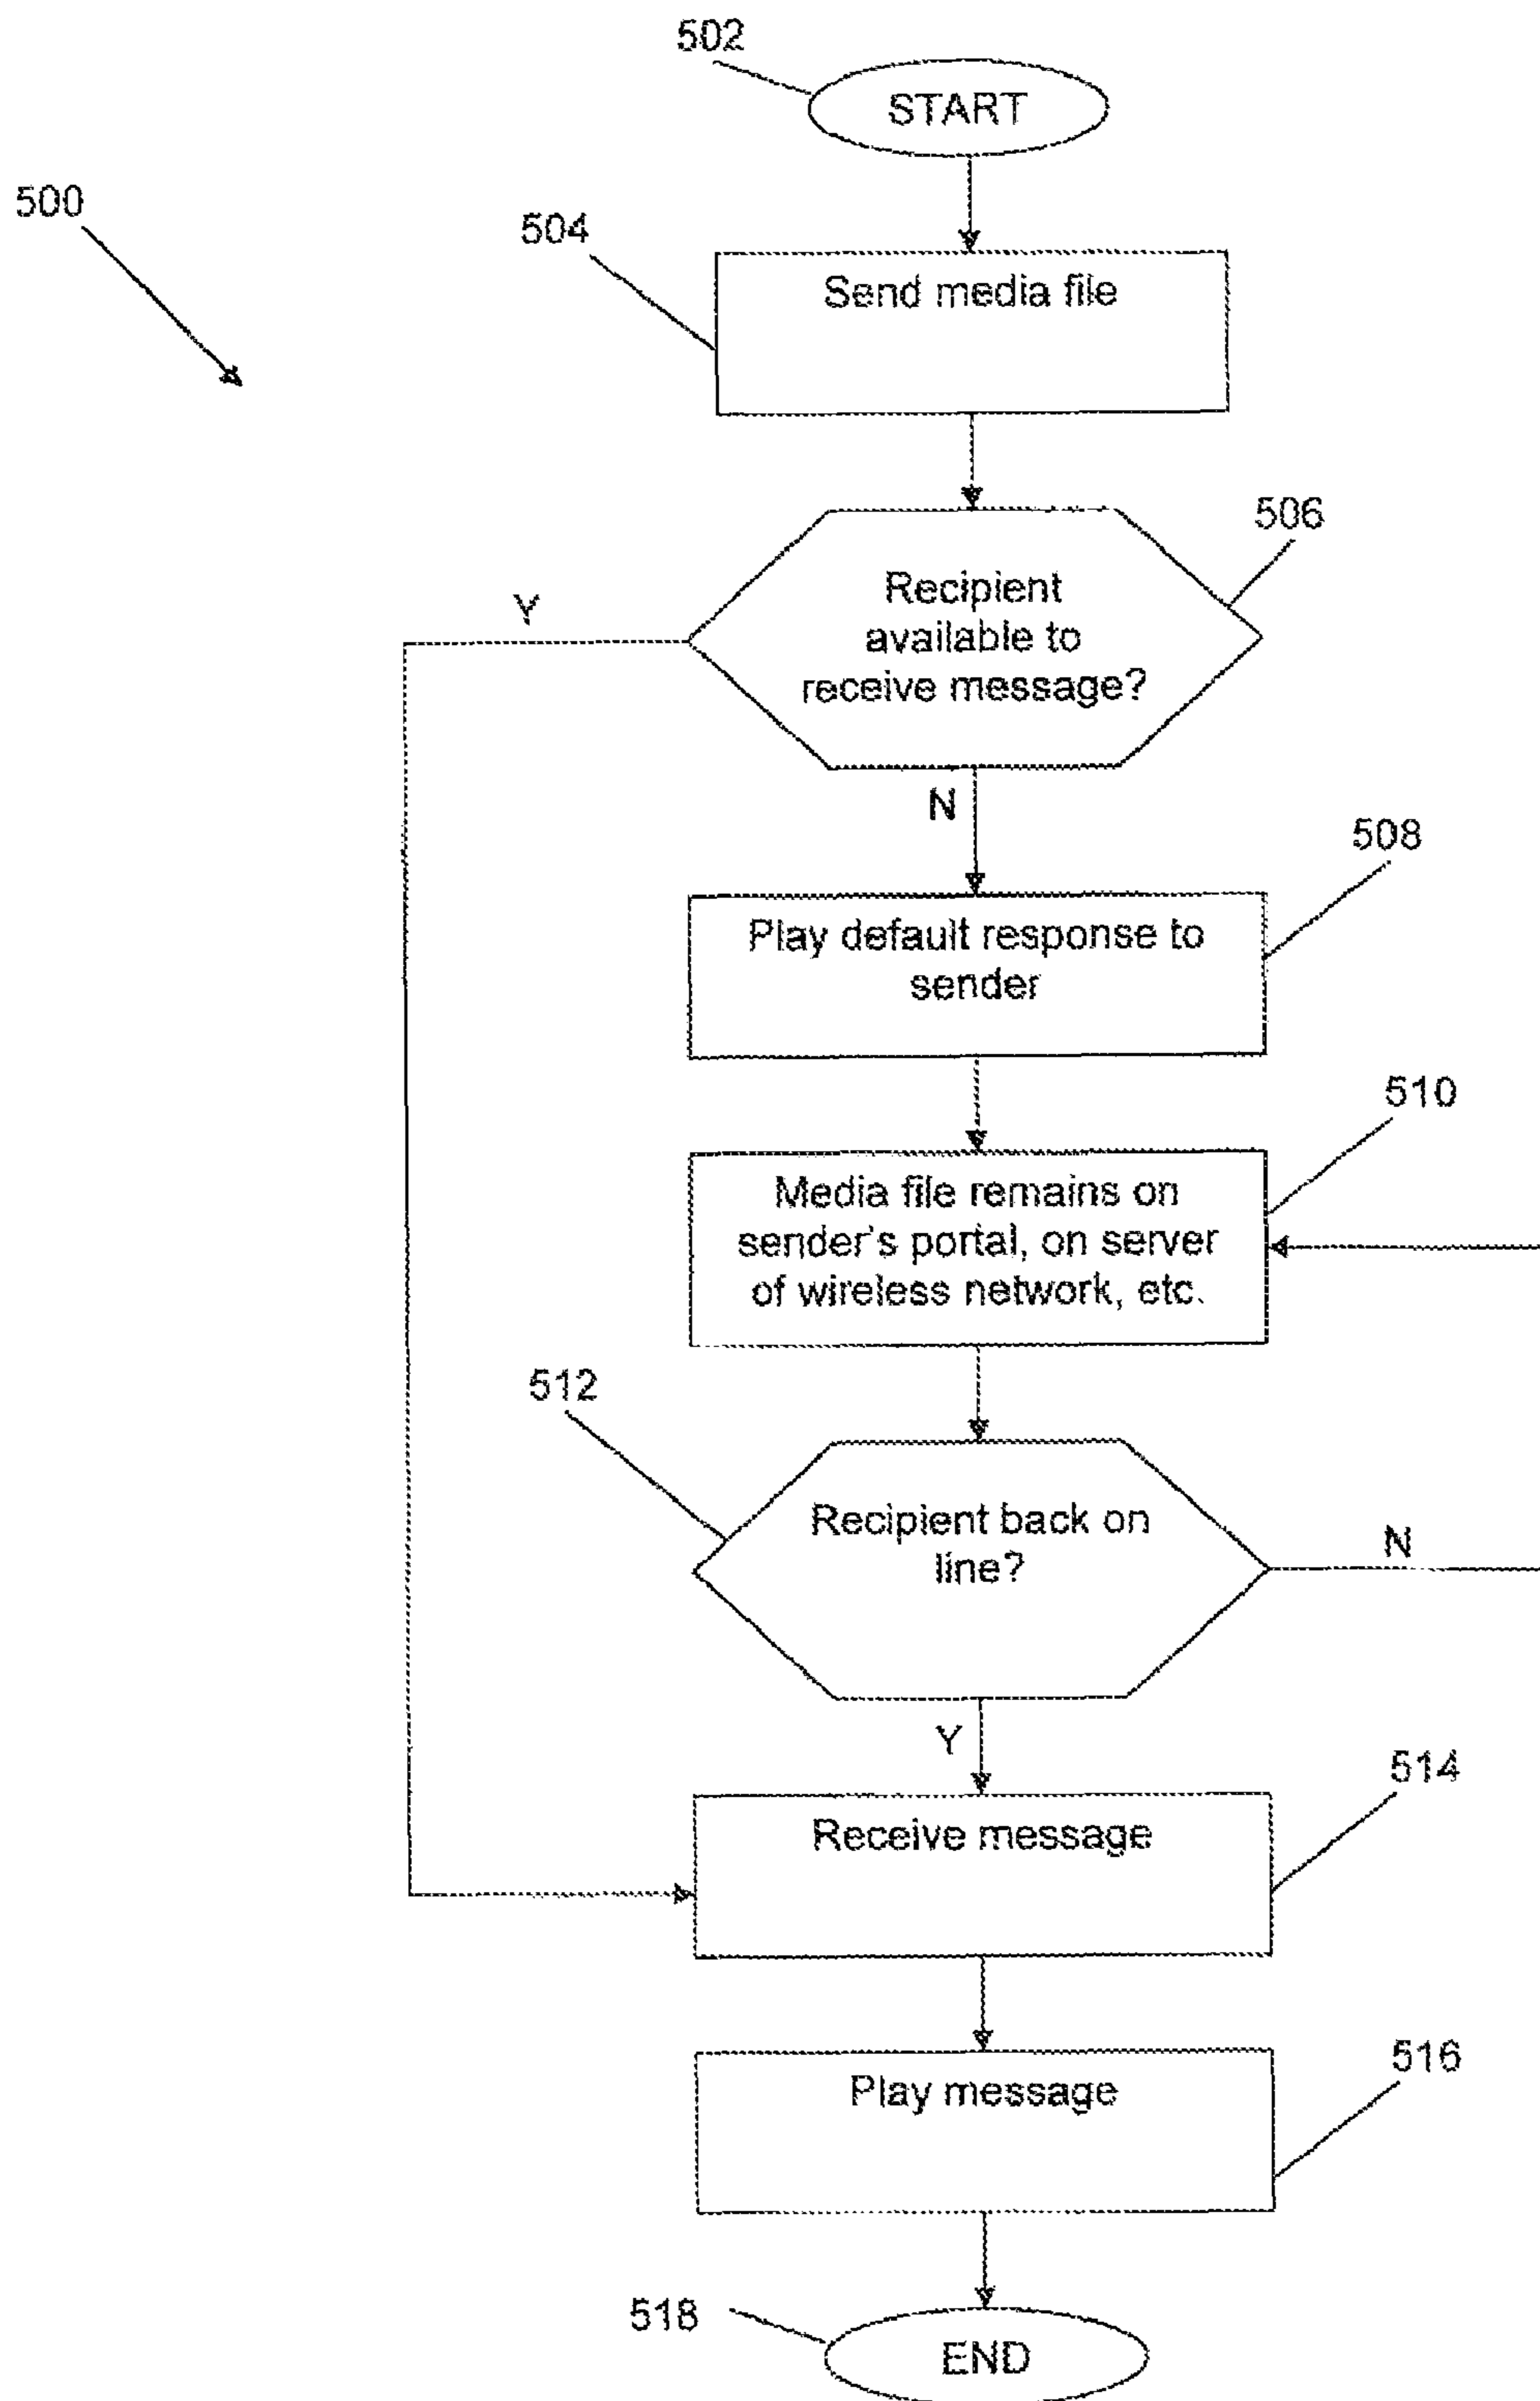 502
START
500
504
Send media file
506
Recipient
available to
receive message?
Y
N
508
Play default response to
sender
510
Media file remains on
sender's portal, on server
of wireless network, etc.
512
Recipient back on
line?
N
Y
514
Receive message
516
Play message
518
END